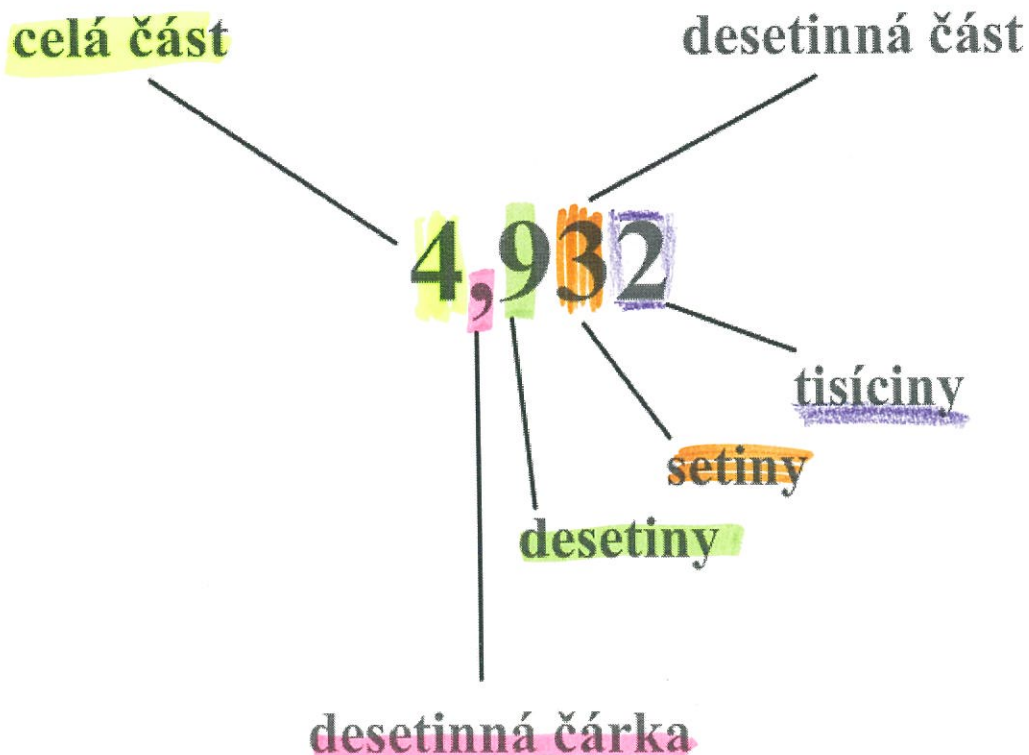 celá část
desetinná část
4,932
tisíciny
setiny
desetiny
desetinná čárka